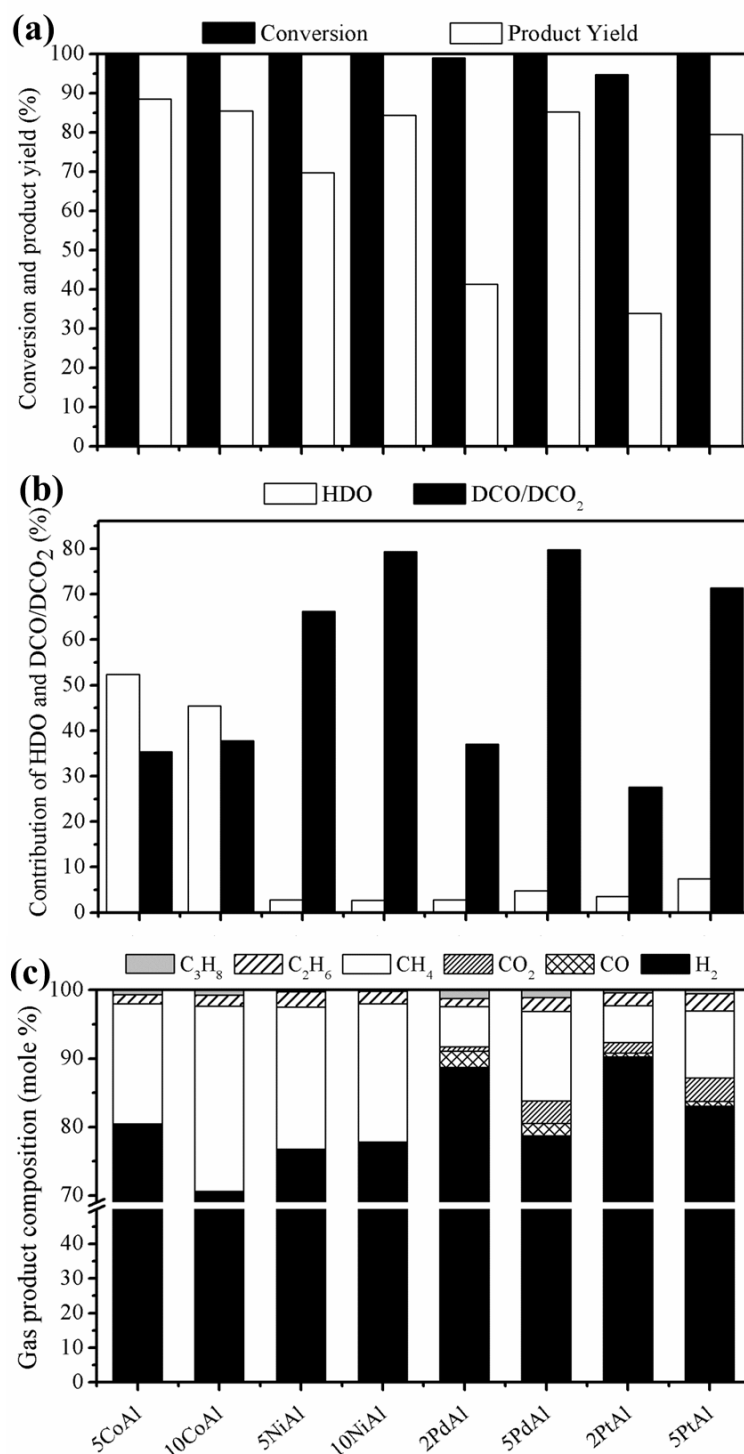 (a)
Conversion Product Yield
Conversion and product yield (%)
100
90
80
70
60
50
40
30
20
10
0
(b)
HDO DCO/DCO₂
Contribution of HDO and DCO/DCO₂ (%)
80
70
60
50
40
30
20
10
0
(c)
C₃H₈ C₂H₆ CH₄ CO₂ CO H₂
Gas product composition (mole %)
100
90
80
70
40
30
20
10
0
5CoAl 10CoAl 5NiAl 10NiAl 2PdAl 5PdAl 2PtAl 5PtAl